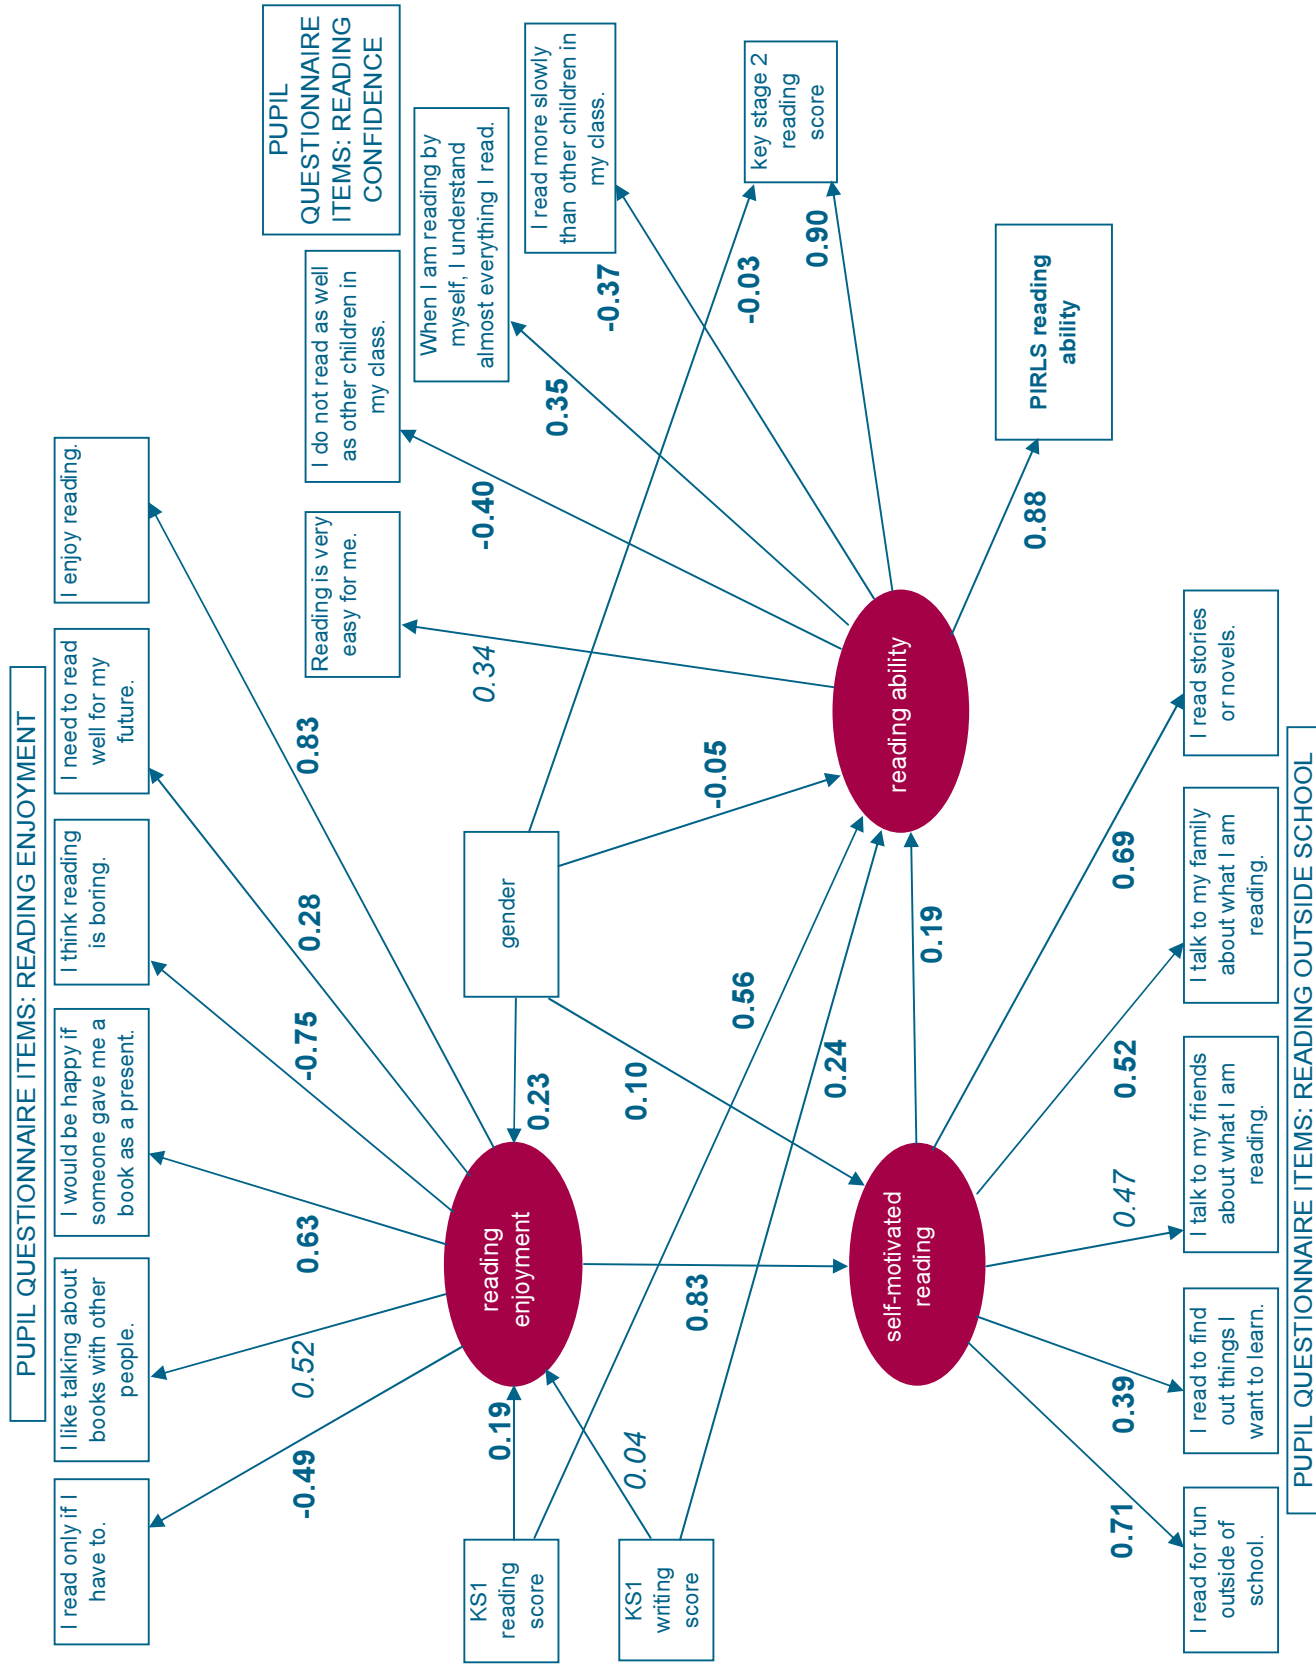 PUPIL QUESTIONNAIRE ITEMS: READING ENJOYMENT
I read only if I
have to.
I like talking about
books with other
people.
I would be happy if
someone gave me a
book as a present.
I think reading
is boring.
I need to read
well for my
future.
I enjoy reading.
-0.49
0.52
0.63
-0.75
0.28
0.83
PUPIL
QUESTIONNAIRE
ITEMS: READING
CONFIDENCE
Reading is very
easy for me.
I do not read as well
as other children in
my class.
When I am reading by
myself, I understand
almost everything I read.
I read more slowly
than other children in
my class.
key stage 2
reading
score
0.34
-0.40
0.35
-0.37
-0.03
0.90
KS1
reading
score
KS1
writing
score
0.19
0.04
reading
enjoyment
gender
0.23
0.10
-0.05
0.56
0.24
0.83
0.19
self-motivated
reading
reading ability
0.88
PIRLS reading
ability
0.71
0.39
0.47
0.52
0.69
I read for fun
outside of
school.
I read to find
out things I
want to learn.
I talk to my friends
about what I am
reading.
I talk to my family
about what I am
reading.
I read stories
or novels.
PUPIL QUESTIONNAIRE ITEMS: READING OUTSIDE SCHOOL